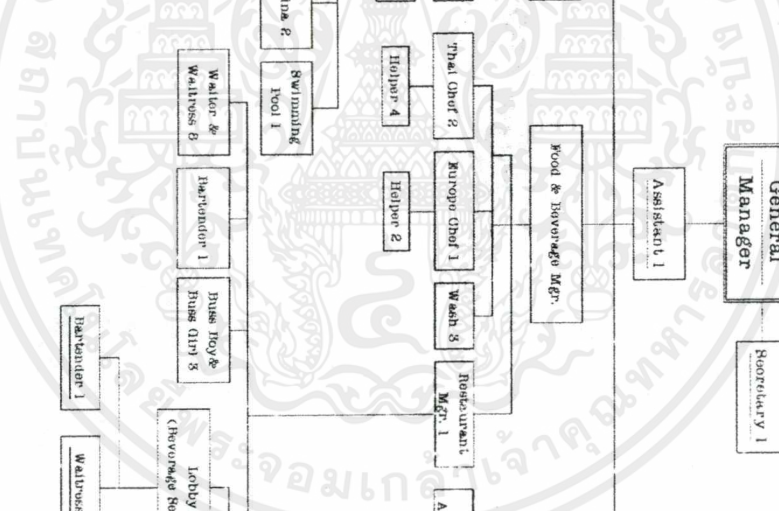 General
Manager
Secretary 1
Assistant 1
Food & Beverage Mgr.
Thai Chef 2
Europe Chef 1
Wash 3
Restaurant
Mgr. 1
Helper 4
Helper 2
Swimming
Pool 1
Waiter &
Waitress 8
Bartender 1
Buss Boy&
Buss Girl 3
Lobby
(Beverage
Bartender 1
Waitress